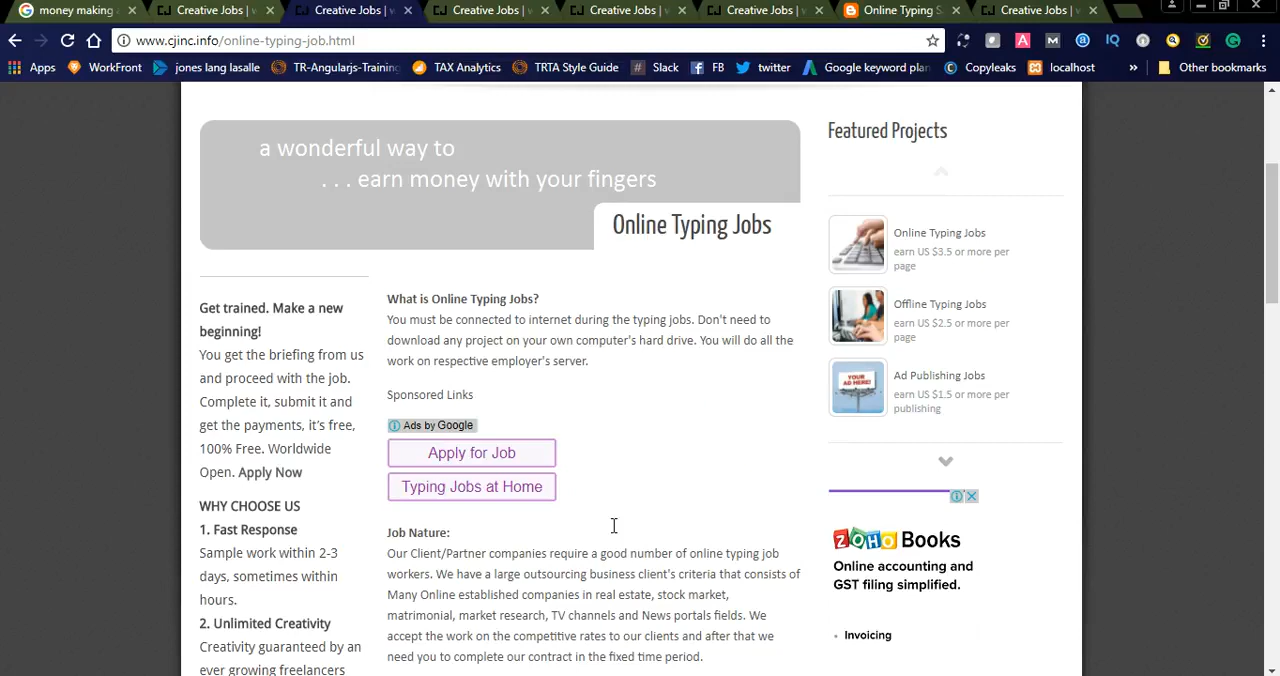 money making
Creative Jobs | v
Creative Jobs | v
Creative Jobs | v
Creative Jobs | v
Creative Jobs | v
Online Typing S
Creative Jobs | v
www.cjinc.info/online-typing-job.html
Apps
WorkFront
jones lang lasalle
TR-Angularjs-Training
TAX Analytics
TRTA Style Guide
Slack
FB
twitter
Google keyword plan
Copyleaks
localhost
»
Other bookmarks
a wonderful way to
. . . earn money with your fingers
Online Typing Jobs
Get trained. Make a new
beginning!
You get the briefing from us
and proceed with the job.
Complete it, submit it and
get the payments, it's free,
100% Free. Worldwide
Open. Apply Now
WHY CHOOSE US
1. Fast Response
Sample work within 2-3
days, sometimes within
hours.
2. Unlimited Creativity
Creativity guaranteed by an
ever growing freelancers
What is Online Typing Jobs?
You must be connected to internet during the typing jobs. Don't need to
download any project on your own computer's hard drive. You will do all the
work on respective employer's server.
Sponsored Links
Ads by Google
Apply for Job
Typing Jobs at Home
Job Nature:
Our Client/Partner companies require a good number of online typing job
workers. We have a large outsourcing business client's criteria that consists of
Many Online established companies in real estate, stock market,
matrimonial, market research, TV channels and News portals fields. We
accept the work on the competitive rates to our clients and after that we
need you to complete our contract in the fixed time period.
Featured Projects
Online Typing Jobs
earn US $3.5 or more per
page
Offline Typing Jobs
earn US $2.5 or more per
page
YOUR
AD HERE!
Ad Publishing Jobs
earn US $1.5 or more per
publishing
ZOHO Books
Online accounting and
GST filing simplified.
Invoicing